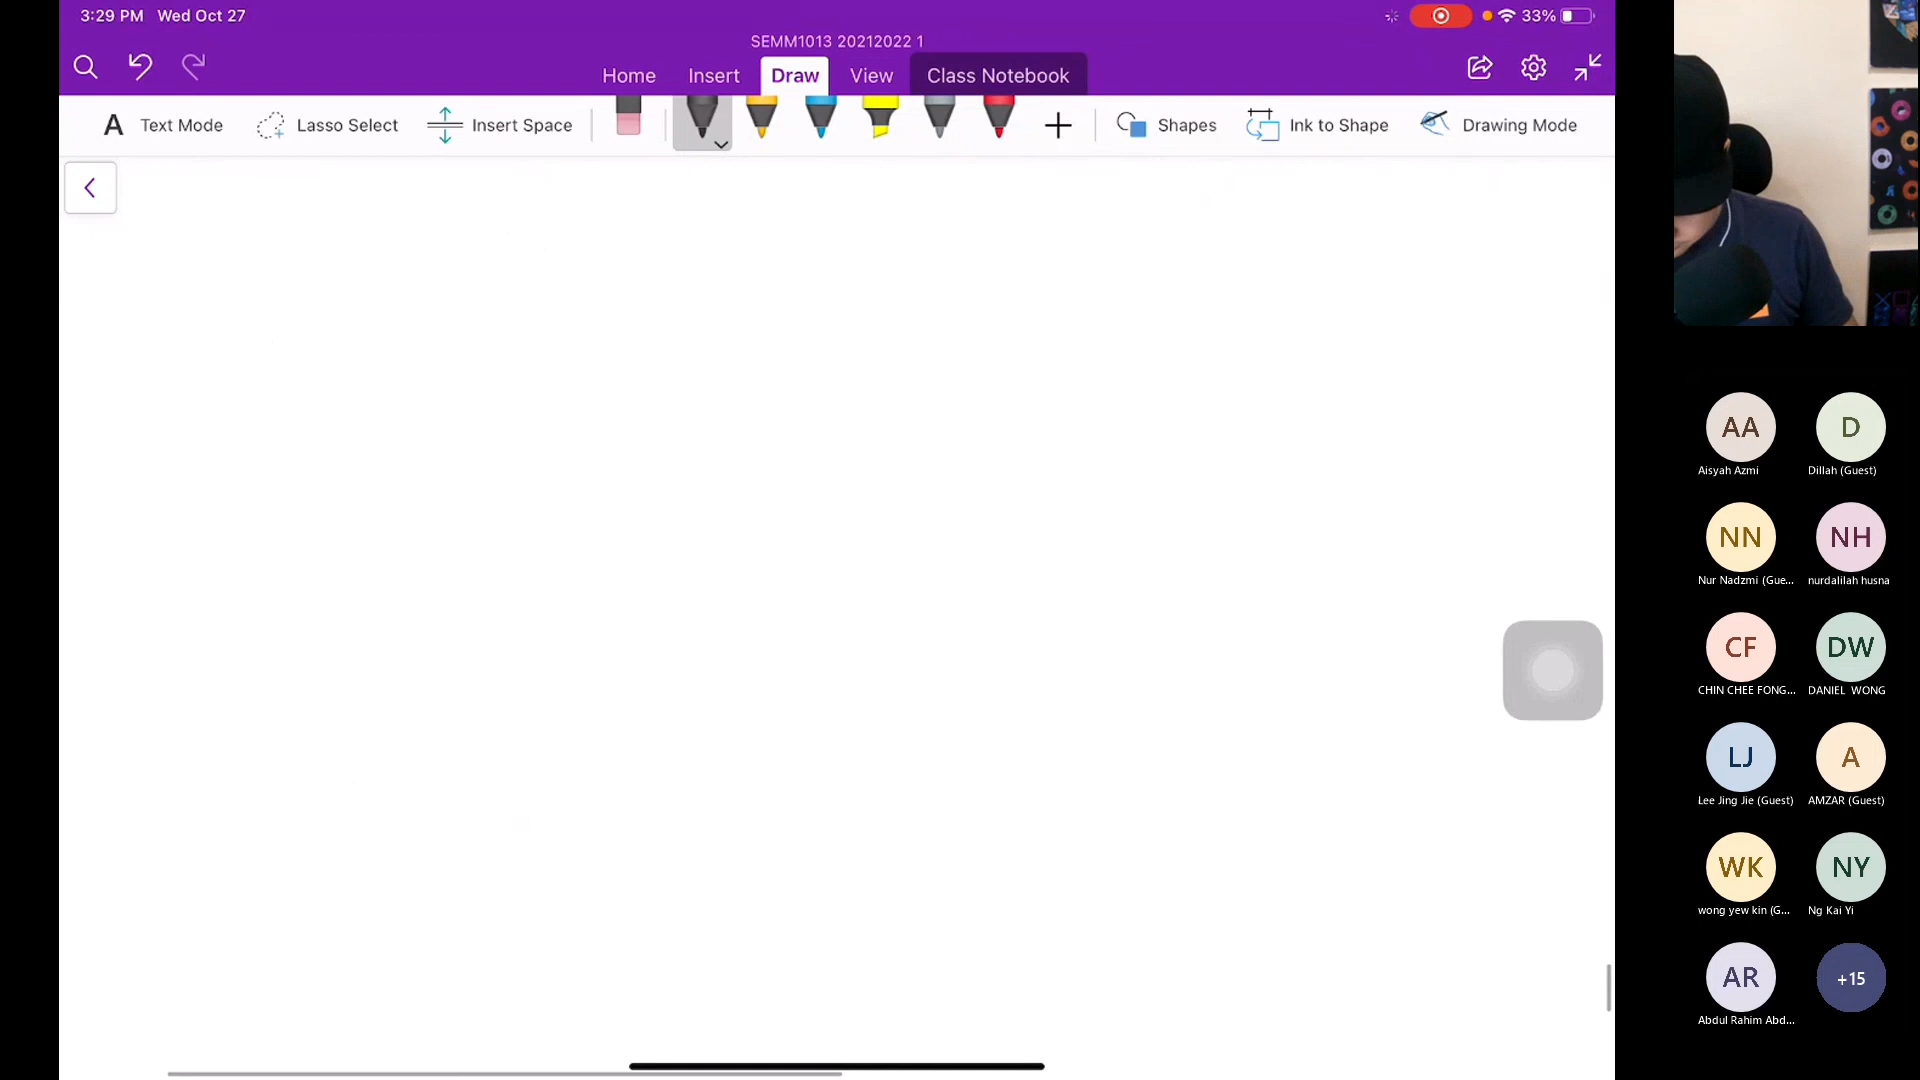 3:29 PM Wed Oct 27
33%
SEMM1013 20212022 1
Home Insert Draw View Class Notebook
A Text Mode Lasso Select Insert Space Shapes Ink to Shape Drawing Mode
AA D
Aisyah Azmi Dillah (Guest)
NN NH
Nur Nadzmi (Gue... nurdalilah husna
CF DW
CHIN CHEE FONG... DANIEL WONG
LJ A
Lee Jing Jie (Guest) AMZAR (Guest)
WK NY
wong yew kin (G... Ng Kai Yi
AR +15
Abdul Rahim Abd...